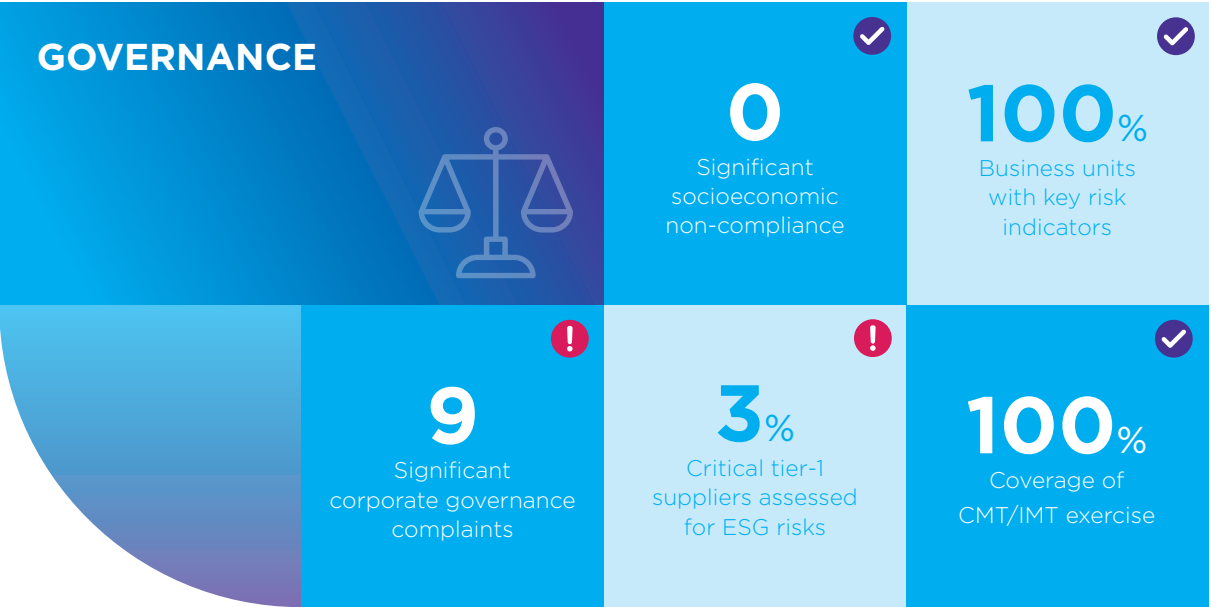 GOVERNANCE
0
Significant
socioeconomic
non-compliance
100%
Business units
with key risk
indicators
9
Significant
corporate governance
complaints
3%
Critical tier-1
suppliers assessed
for ESG risks
100%
Coverage of
CMT/IMT exercise